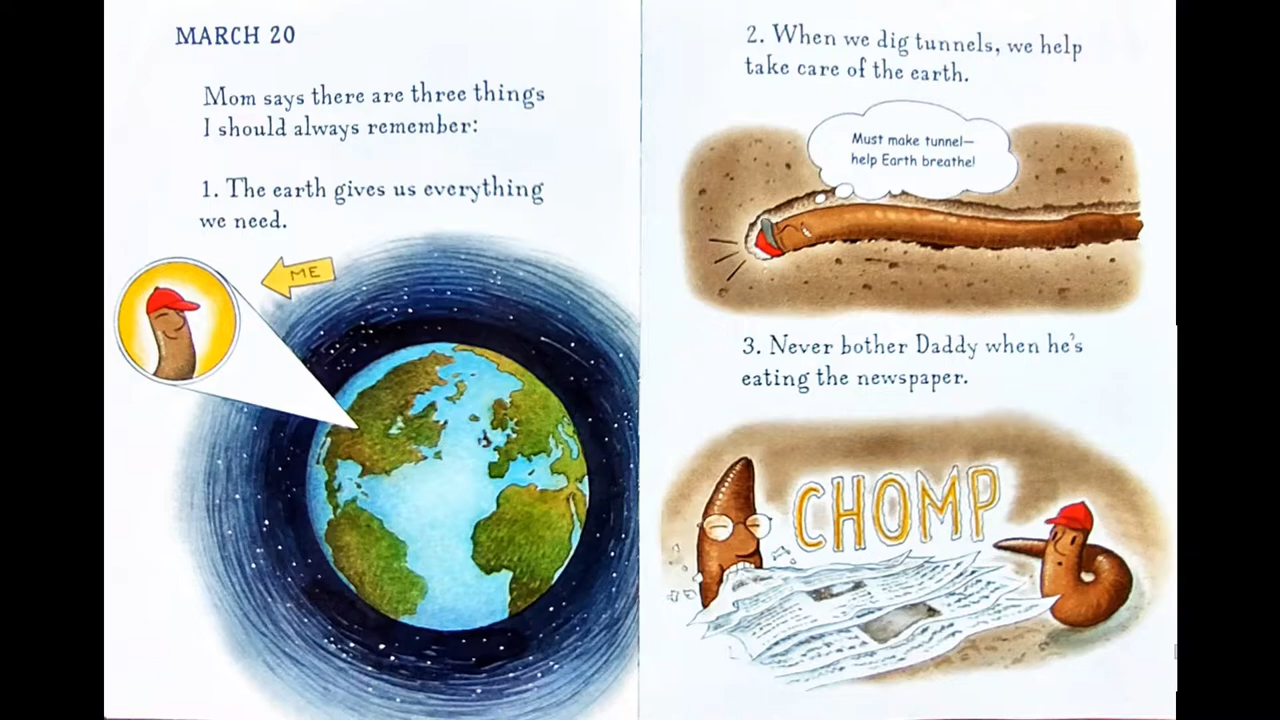 MARCH 20
Mom says there are three things
I should always remember:
1. The earth gives us everything
we need.
ME
2. When we dig tunnels, we help
take care of the earth.
Must make tunnel—
help Earth breathe!
3. Never bother Daddy when he's
eating the newspaper.
CHOMP